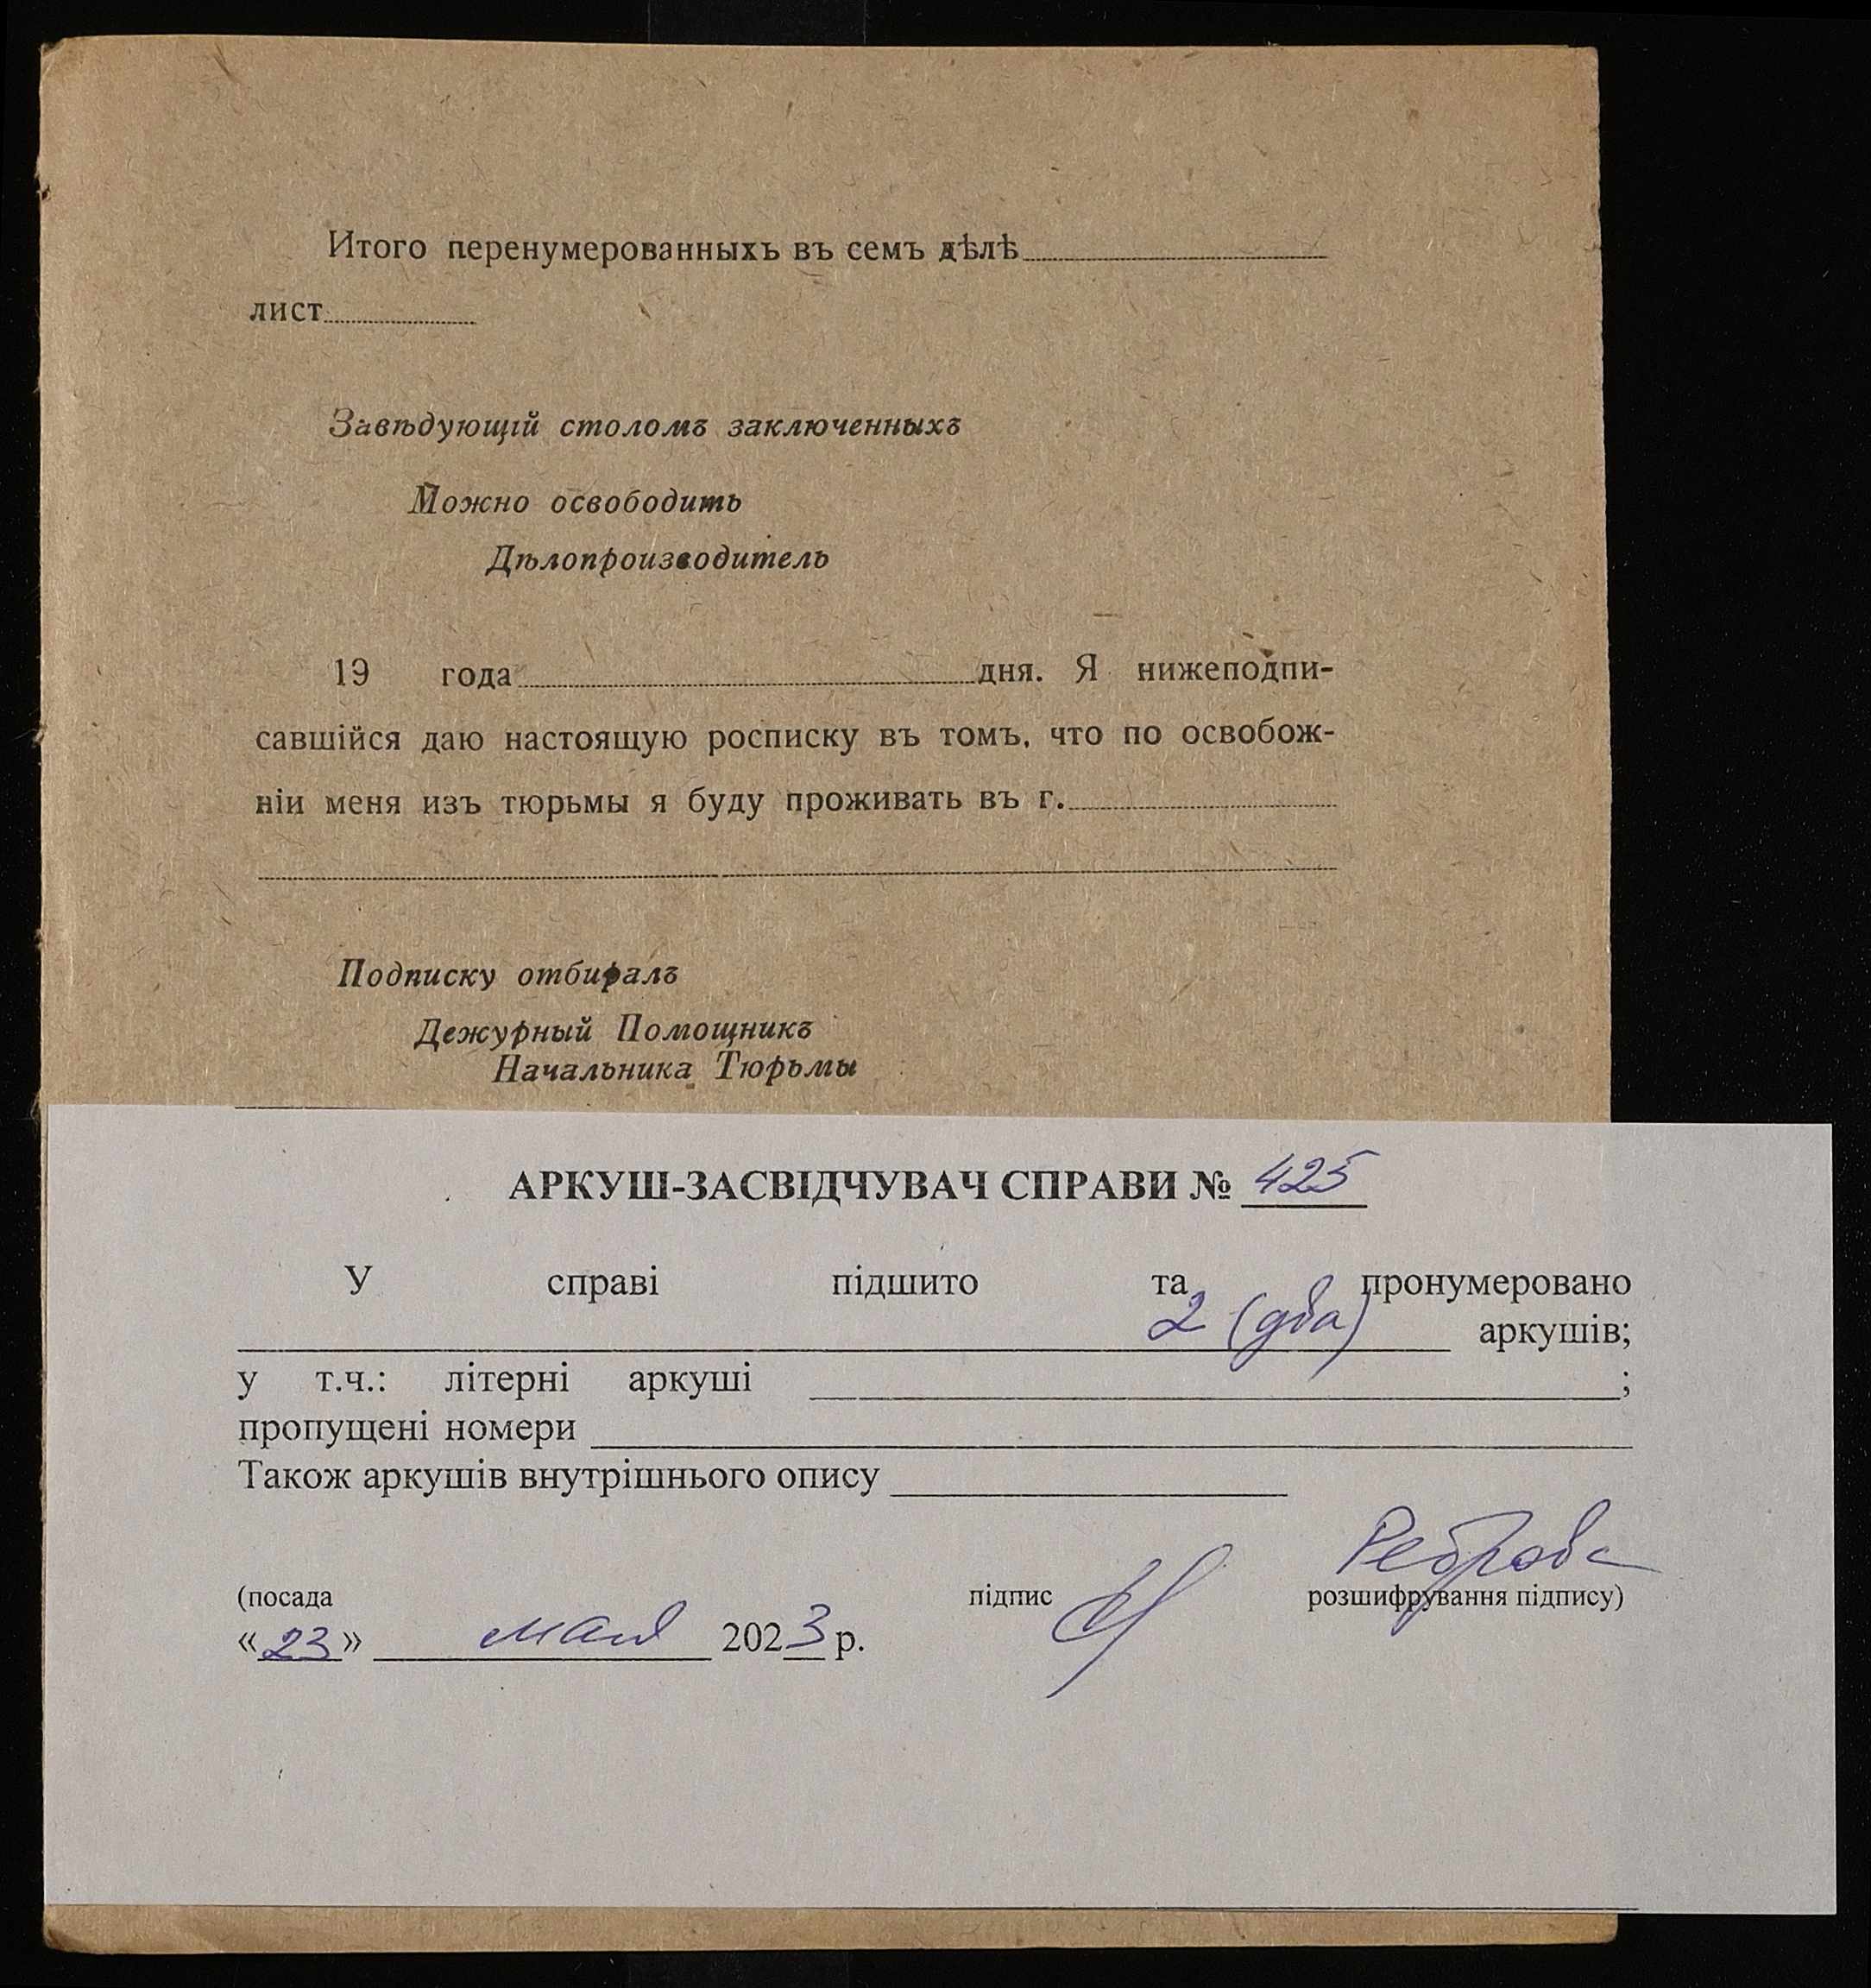 Итого перенумерованныхъ въ семъ дѣлѣ
лист
Завѣдующій столомъ заключенныхъ
Можно освободить
Дѣлопроизводитель
19 года дня. Я нижеподпи-
савшійся даю настоящую росписку въ томъ, что по освобож-
ніи меня изъ тюрьмы я буду проживать въ г.
Подписку отбиралъ
Дежурный Помощникъ
Начальника Тюрьмы
АРКУШ-ЗАСВІДЧУВАЧ СПРАВИ № 425
У справі підшито та пронумеровано
2 (два) аркушів;
у т.ч.: літерні аркуші ;
пропущені номери
Також аркушів внутрішнього опису
Реброва
(посада підпис розшифрування підпису)
«23» мая 2023 р.